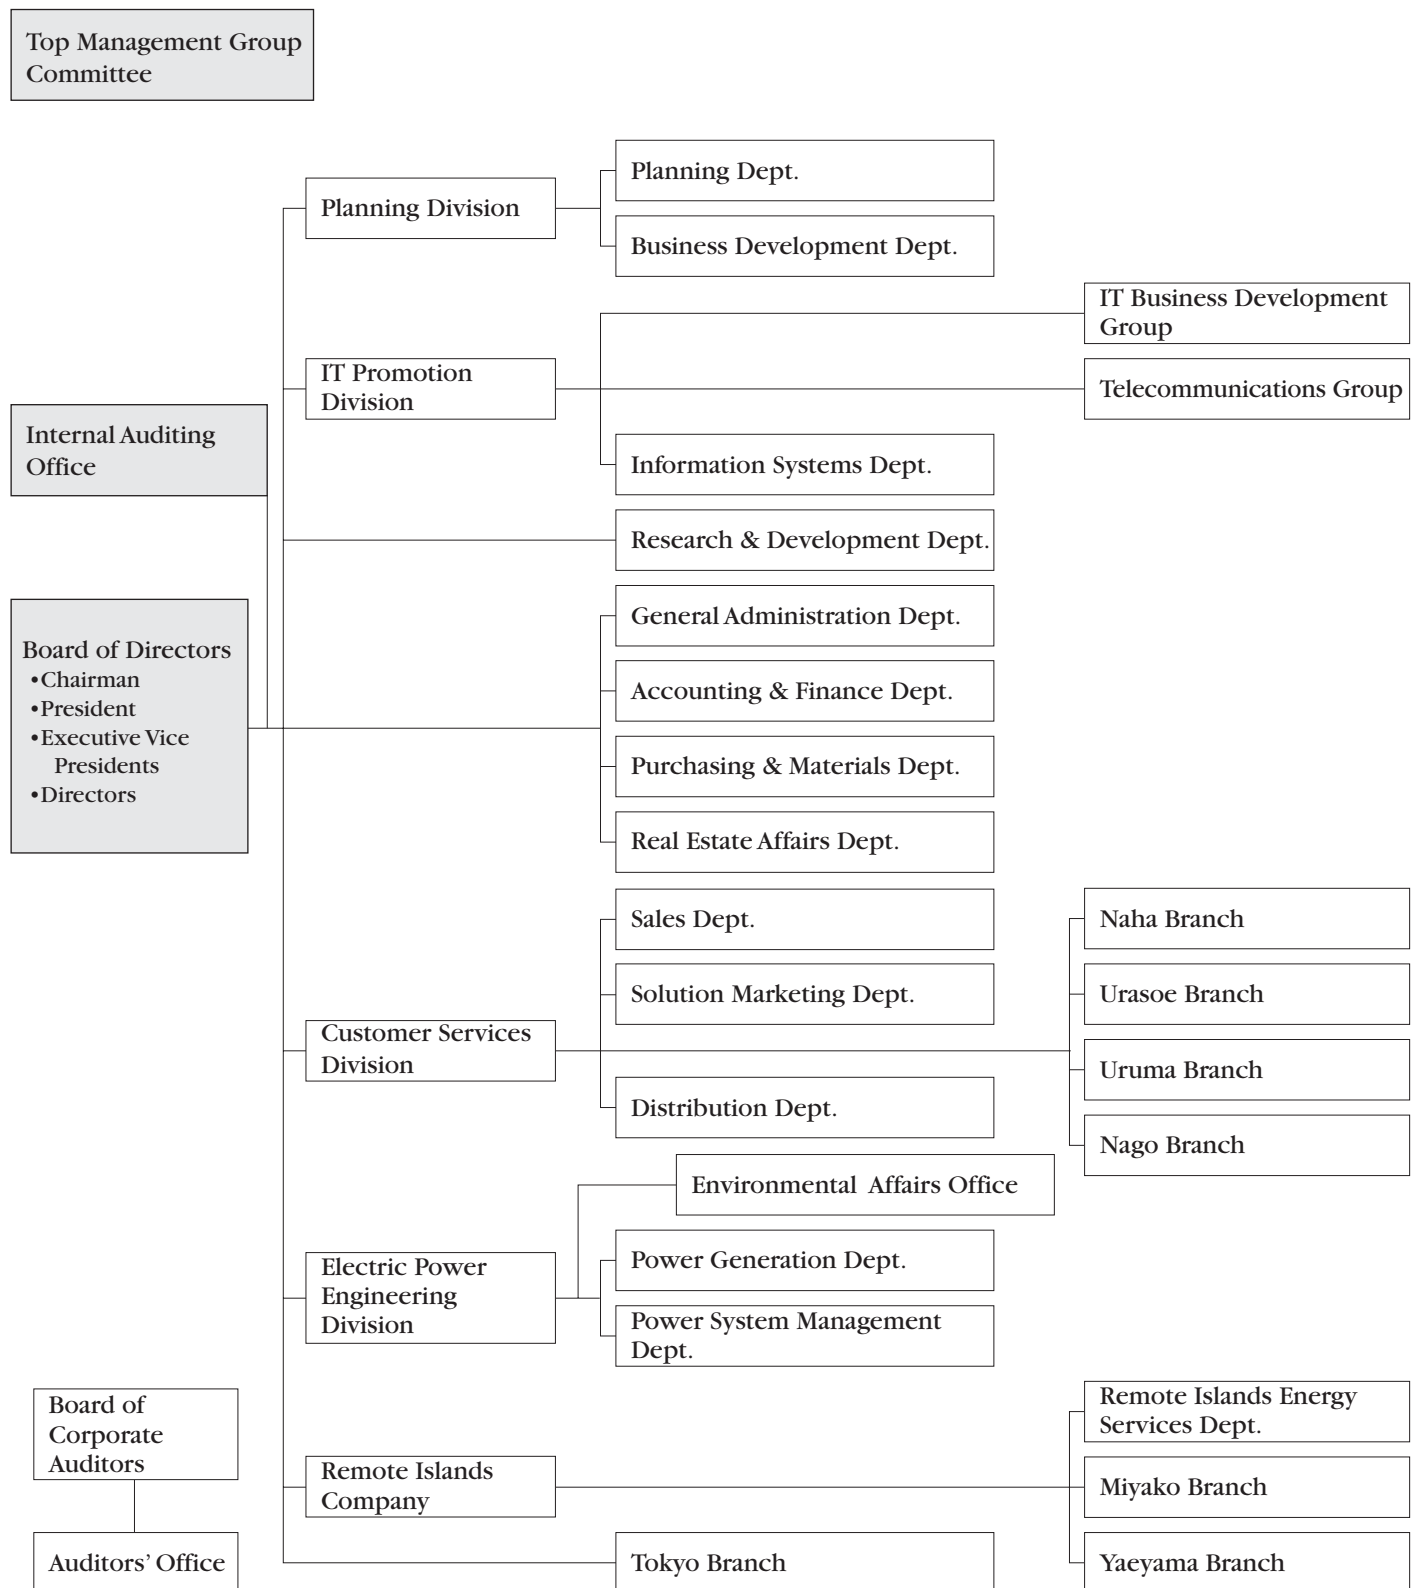 Top Management Group
Committee
Planning Division
Planning Dept.
Business Development Dept.
IT Promotion
Division
IT Business Development
Group
Telecommunications Group
Information Systems Dept.
Internal Auditing
Office
Research & Development Dept.
Board of Directors
•Chairman
•President
•Executive Vice
Presidents
•Directors
General Administration Dept.
Accounting & Finance Dept.
Purchasing & Materials Dept.
Real Estate Affairs Dept.
Customer Services
Division
Sales Dept.
Solution Marketing Dept.
Distribution Dept.
Naha Branch
Urasoe Branch
Uruma Branch
Nago Branch
Electric Power
Engineering
Division
Environmental Affairs Office
Power Generation Dept.
Power System Management
Dept.
Board of
Corporate
Auditors
Auditors' Office
Remote Islands
Company
Remote Islands Energy
Services Dept.
Miyako Branch
Yaeyama Branch
Tokyo Branch